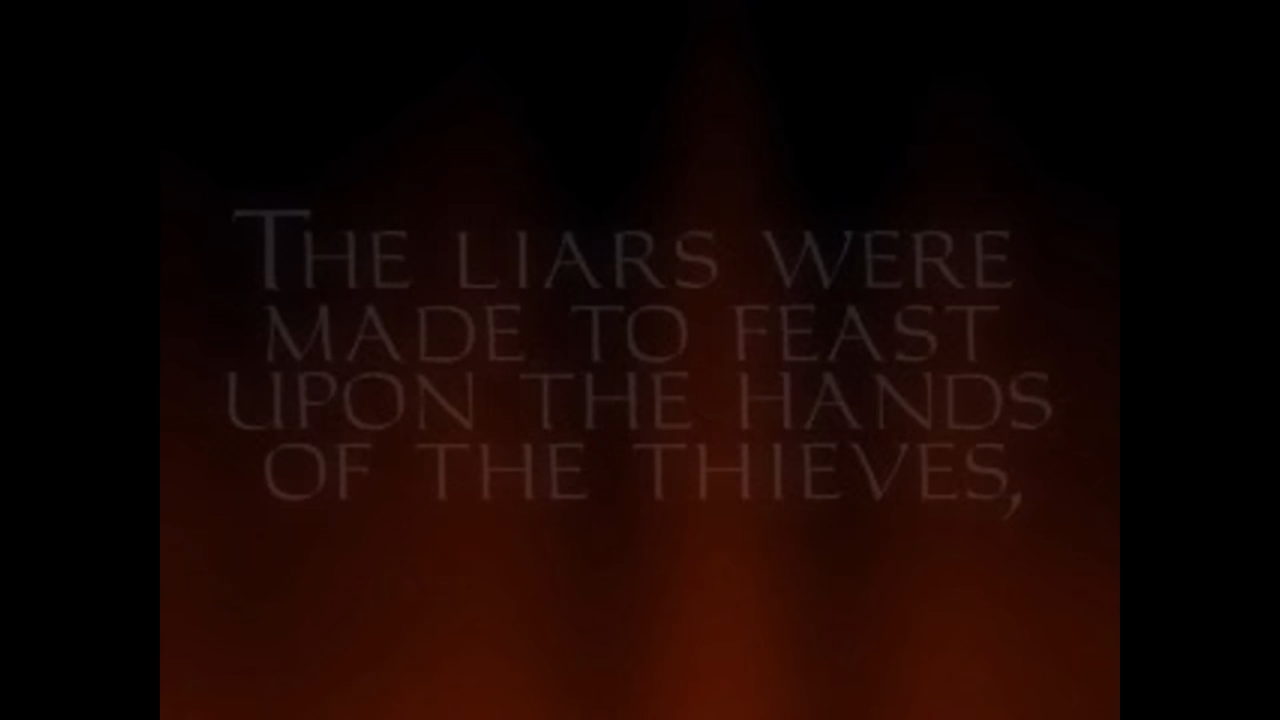 The liars were
made to feast
upon the hands
of the thieves,